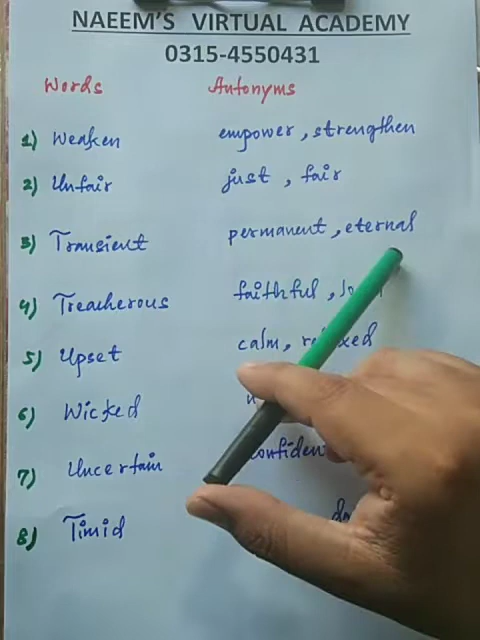 NAEEM'S VIRTUAL ACADEMY
0315-4550431
Words Antonyms
1) Weaken empower, strengthen
2) Unfair just, fair
3) Transient permanent, eternal
4) Treacherous faithful,
5) Upset calm,
6) Wicked
7) Uncertain
8) Timid